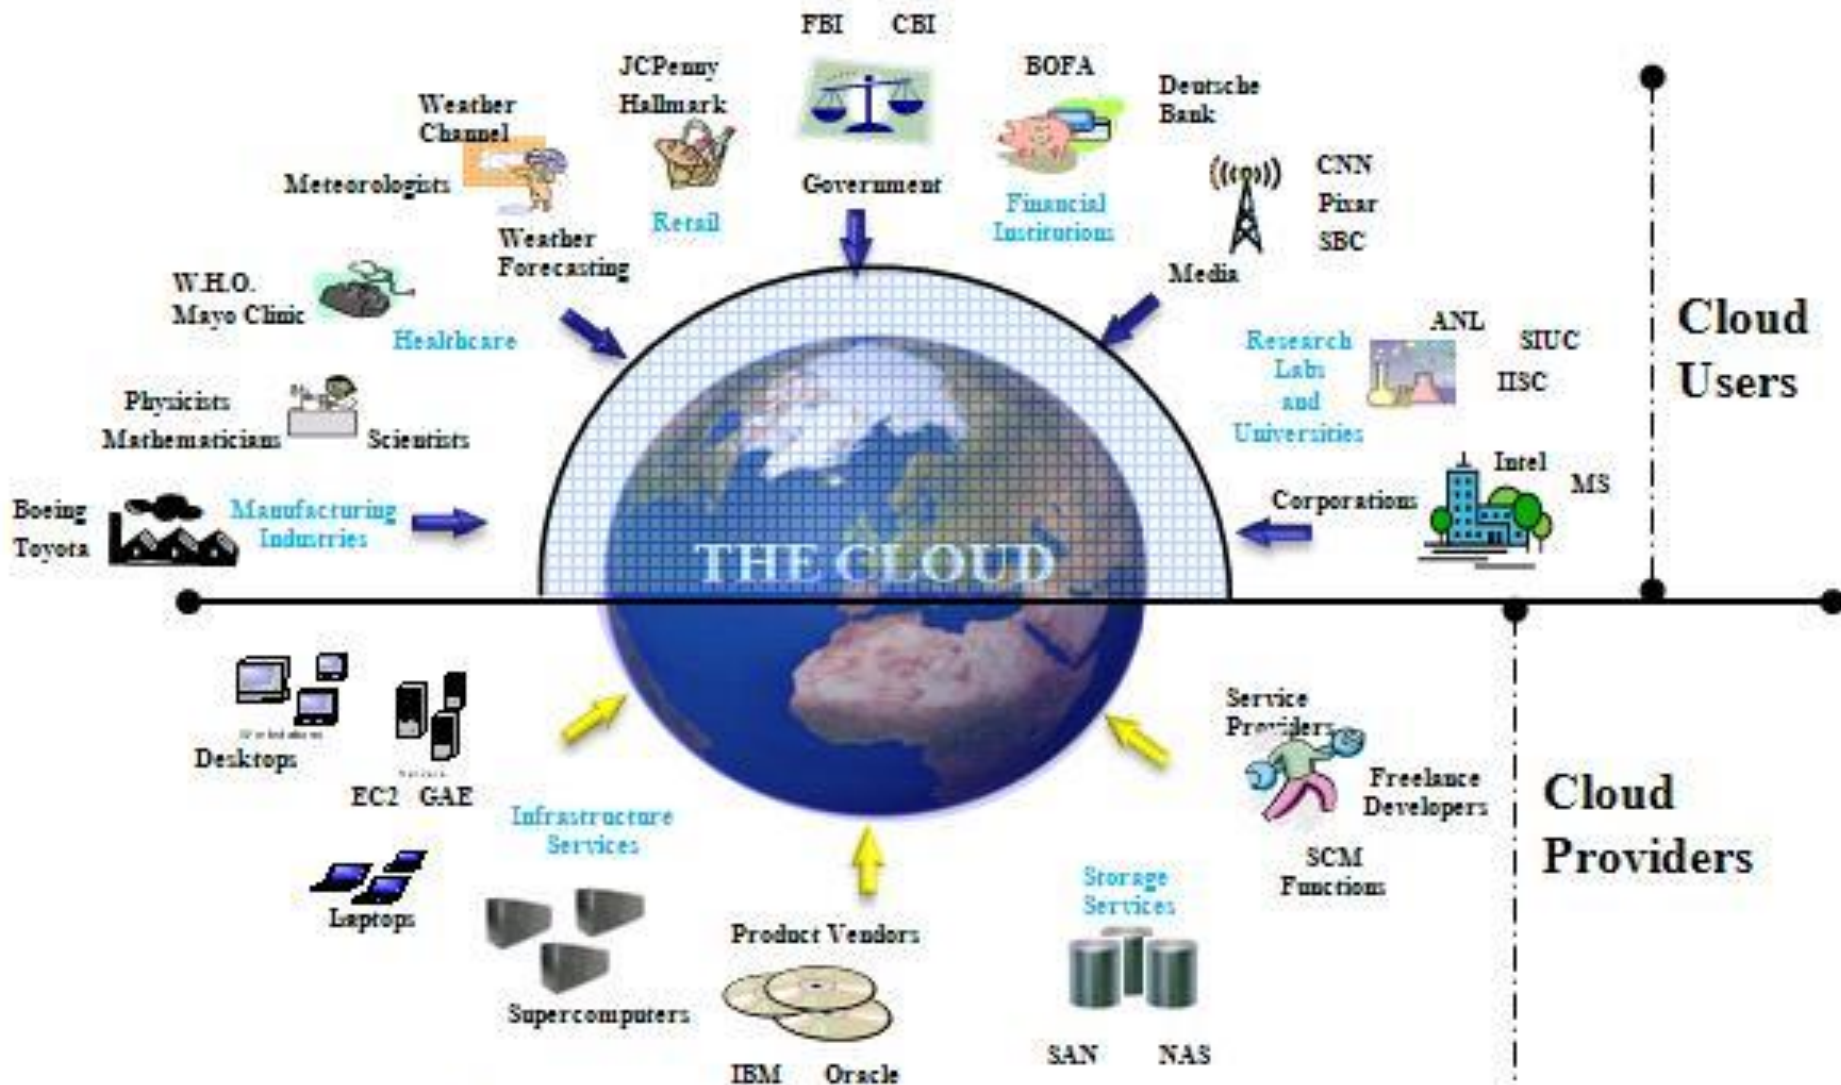 FBI CBI
JCPenny
Hallmark
BOFA
Deutsche
Bank
Weather
Channel
Meteorologists
Weather
Forecasting
Retail
Government
Financial
Institutions
CNN
Pixar
SBC
Media
W.H.O.
Mayo Clinic
Healthcare
Physicists
Mathematicians
Scientists
Boeing
Toyota
Manufacturing
Industries
Research
Labs
and
Universities
ANL
SIUC
IISC
Corporations
Intel
MS
Cloud
Users
THE CLOUD
Desktops
EC2 GAE
Laptops
Infrastructure
Services
Supercomputers
Product Vendors
IBM Oracle
Storage
Services
SAN NAS
Service
Providers
Freelance
Developers
SCM
Functions
Cloud
Providers